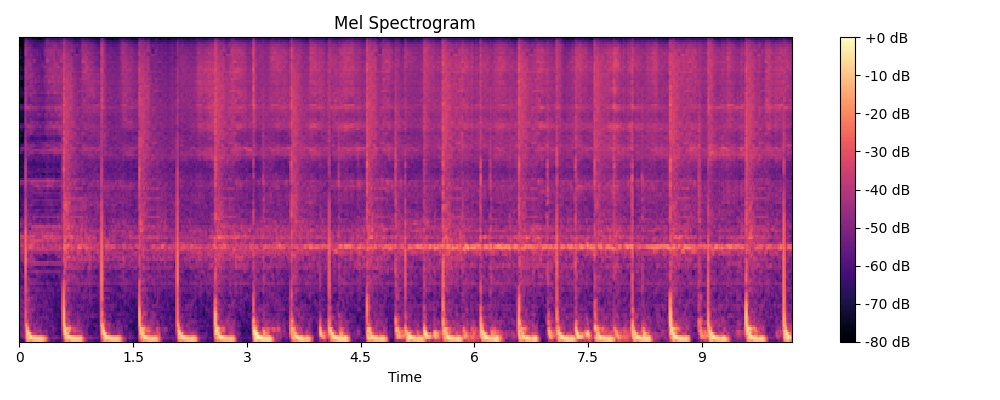 Mel Spectrogram
+0 dB
-10 dB
-20 dB
-30 dB
-40 dB
-50 dB
-60 dB
-70 dB
-80 dB
0 1.5 3 4.5 6 7.5 9
Time